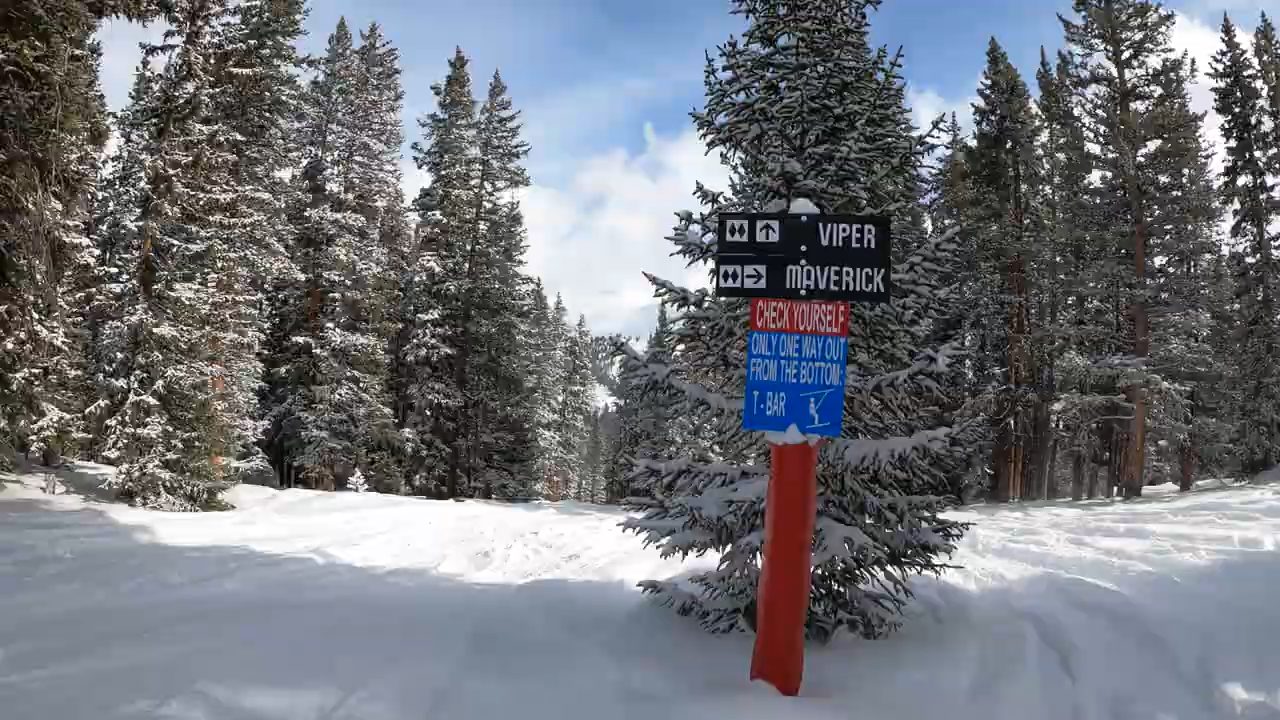 VIPER
MAVERICK
CHECK YOURSELF
ONLY ONE WAY OUT
FROM THE BOTTOM:
T-BAR